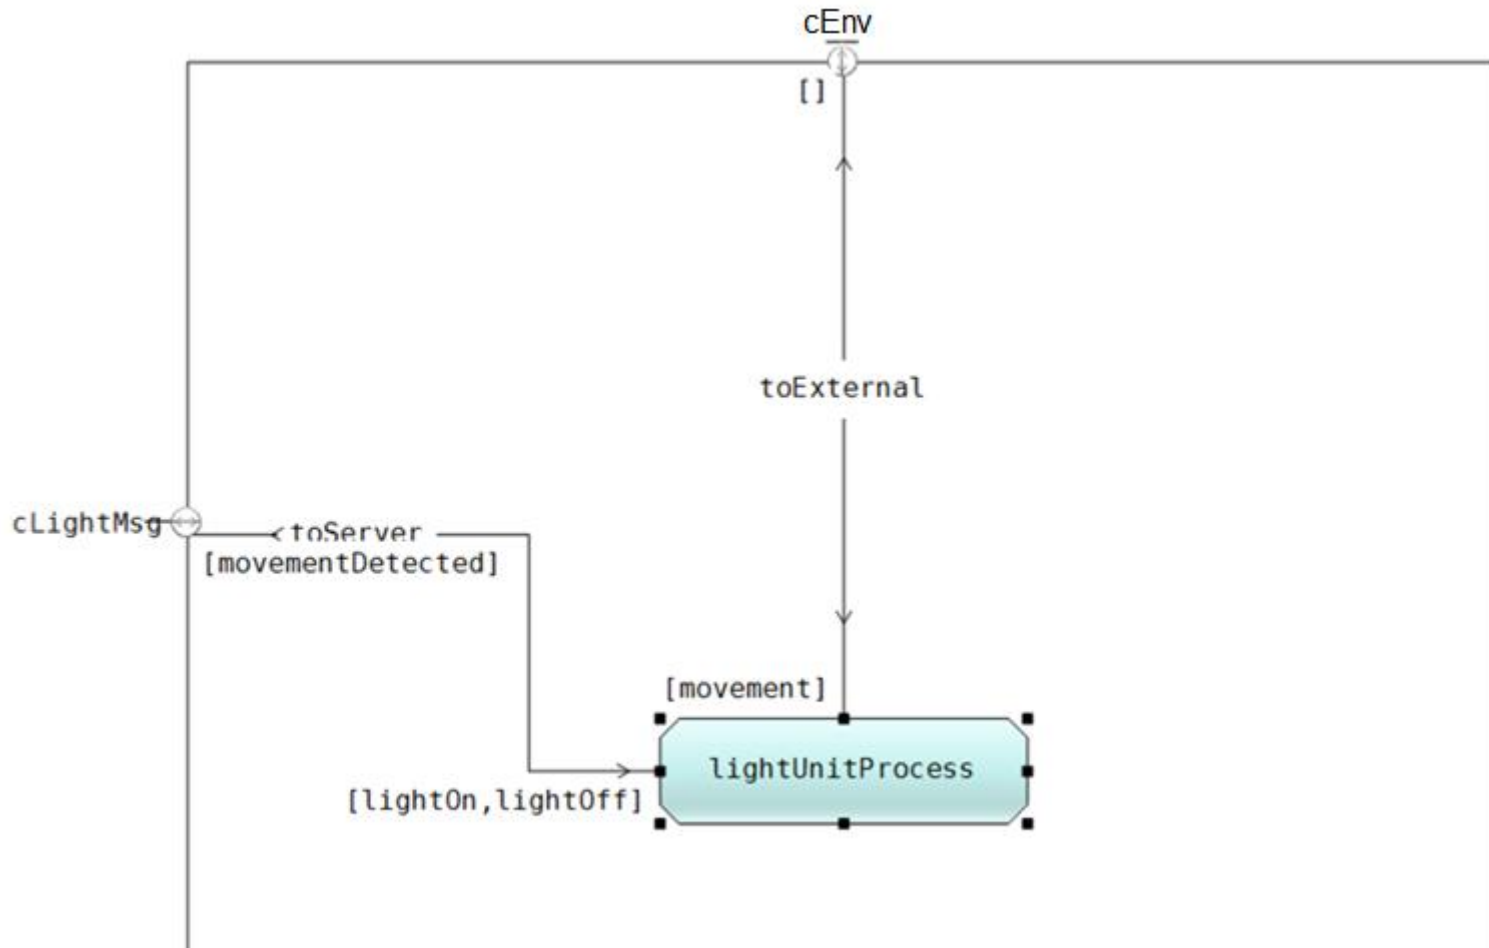 cEnv
[]
toExternal
cLightMsg
toServer
[movementDetected]
[movement]
lightUnitProcess
[lightOn,lightOff]